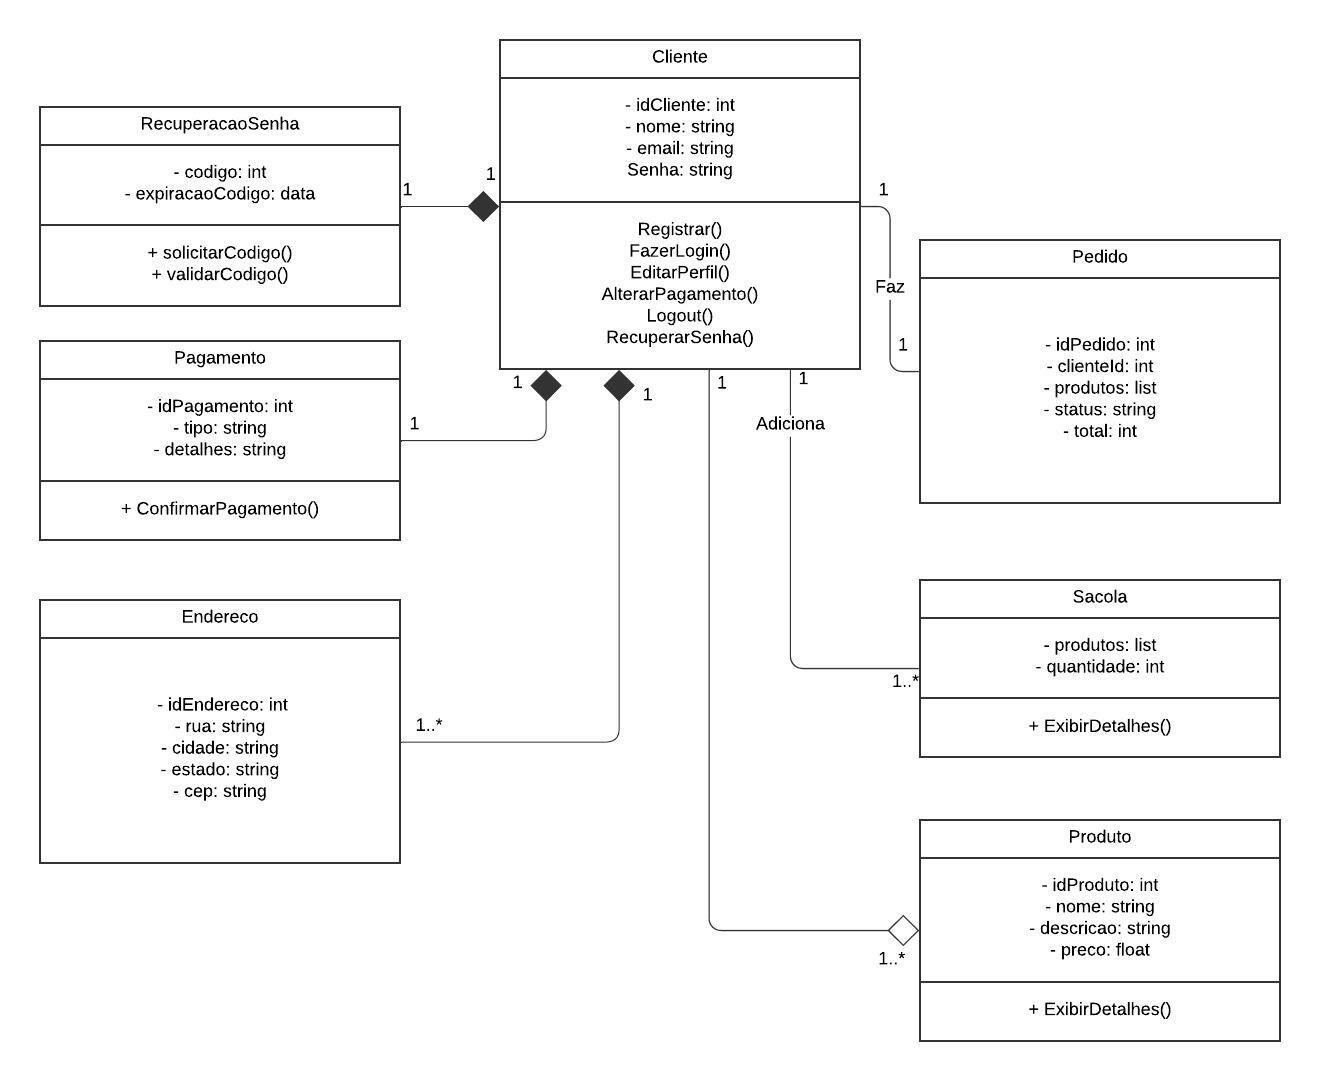 Cliente
- idCliente: int
- nome: string
- email: string
Senha: string
Registrar()
FazerLogin()
EditarPerfil()
AlterarPagamento()
Logout()
RecuperarSenha()
RecuperacaoSenha
- codigo: int
- expiracaoCodigo: data
+ solicitarCodigo()
+ validarCodigo()
1
1
Pagamento
- idPagamento: int
- tipo: string
- detalhes: string
+ ConfirmarPagamento()
1
1
Endereco
- idEndereco: int
- rua: string
- cidade: string
- estado: string
- cep: string
1..*
1
1
Faz
1
Pedido
- idPedido: int
- clienteId: int
- produtos: list
- status: string
- total: int
1
Adiciona
1..*
Sacola
- produtos: list
- quantidade: int
+ ExibirDetalhes()
1
1..*
Produto
- idProduto: int
- nome: string
- descricao: string
- preco: float
+ ExibirDetalhes()